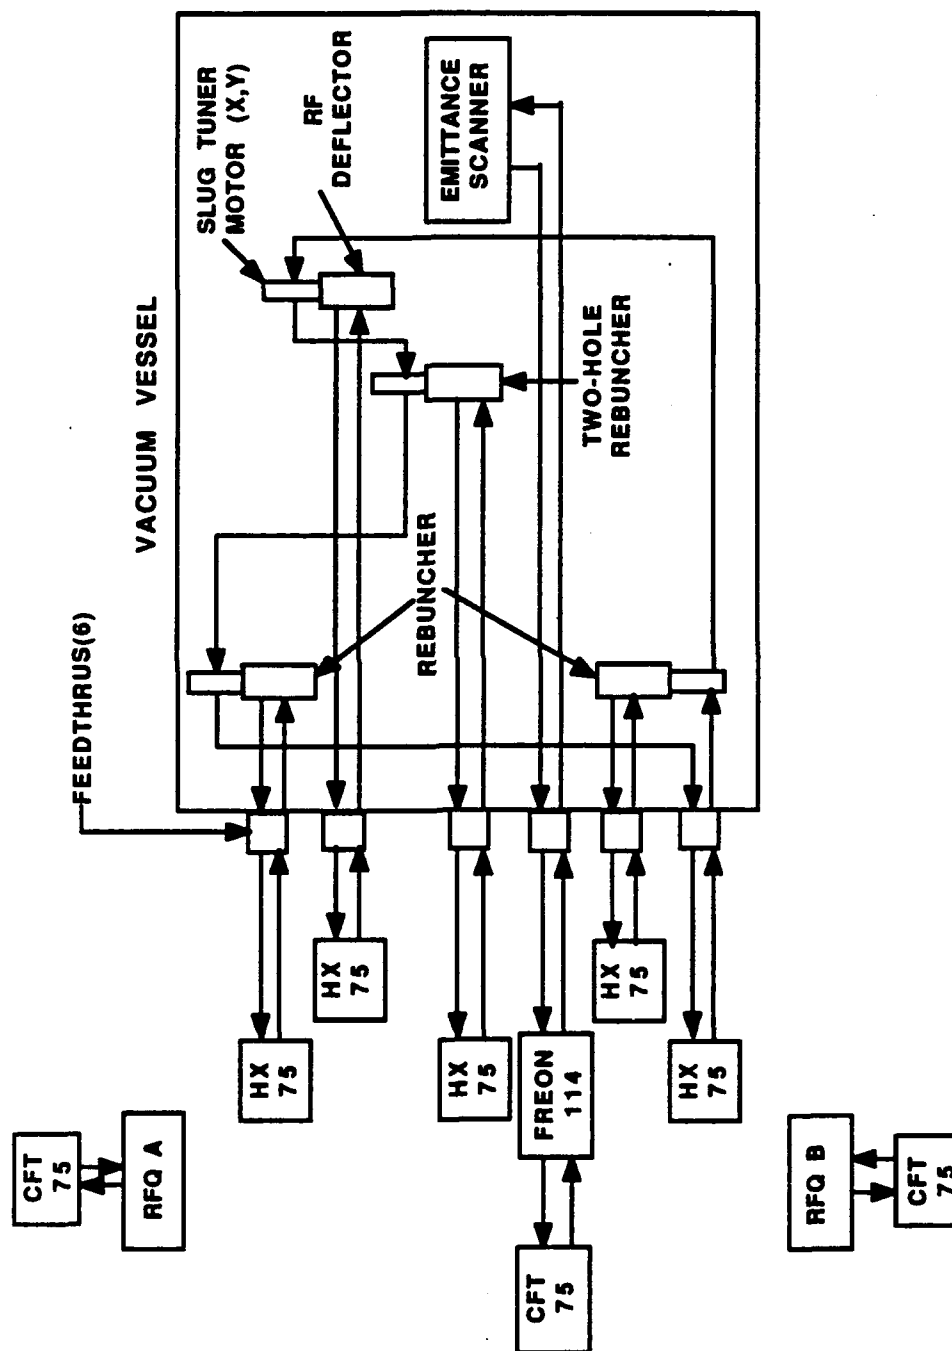 VACUUM VESSEL
FEEDTHRUS(6)
SLUG TUNER
MOTOR (X,Y)
RF
DEFLECTOR
EMITTANCE
SCANNER
TWO-HOLE
REBUNCHER
REBUNCHER
HX
75
HX
75
HX
75
HX
75
HX
75
FREON
114
CFT
75
CFT
75
RFQ A
RFQ B
CFT
75